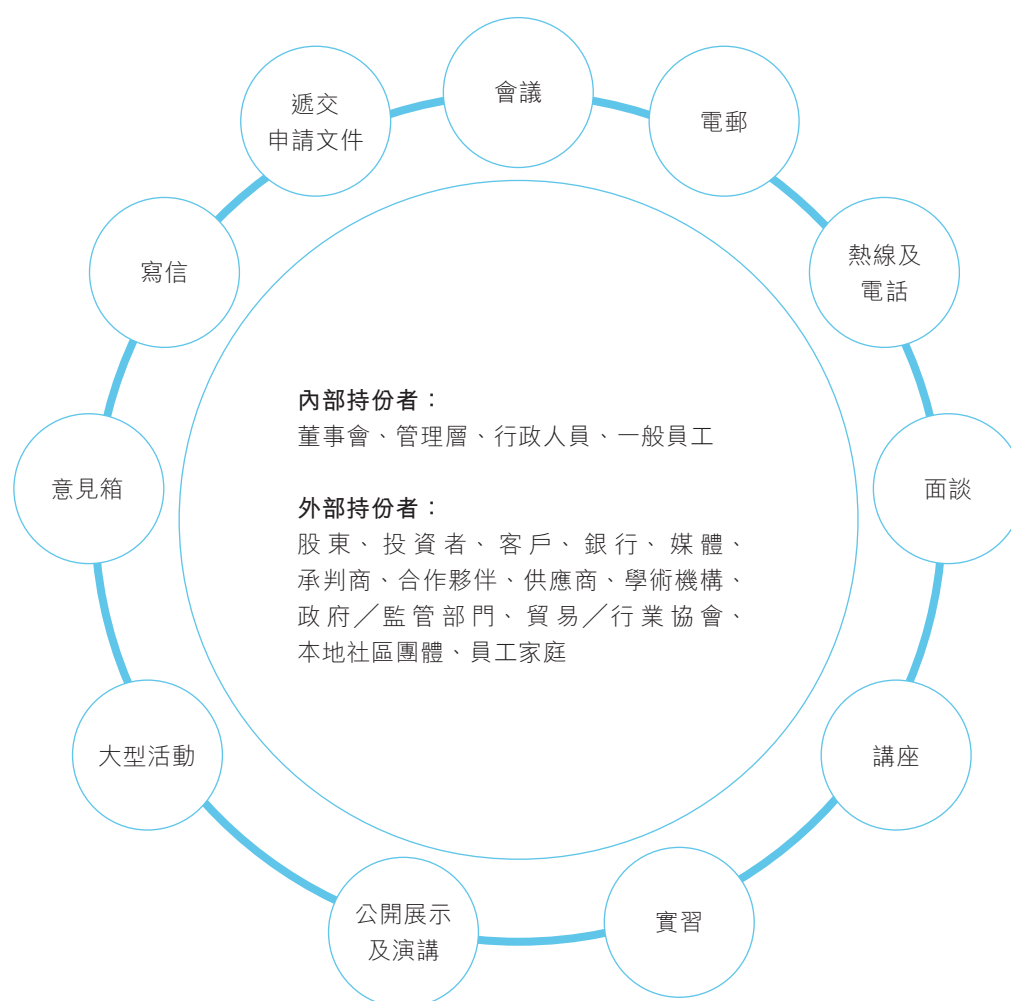 會議
電郵
熱線及
電話
面談
講座
實習
公開展示
及演講
大型活動
意見箱
寫信
遞交
申請文件
內部持份者：
董事會、管理層、行政人員、一般員工
外部持份者：
股東、投資者、客戶、銀行、媒體、
承判商、合作夥伴、供應商、學術機構、
政府／監管部門、貿易／行業協會、
本地社區團體、員工家庭